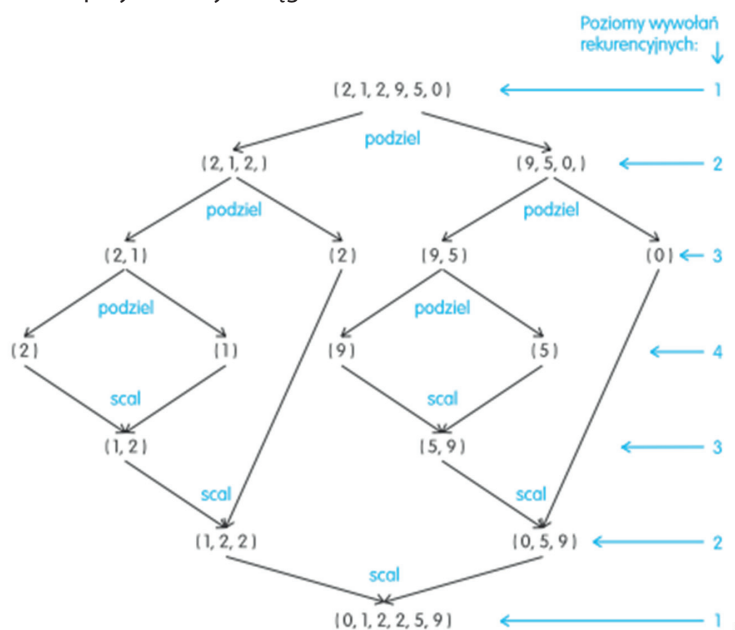 Poziomy wywołań
rekurencyjnych:
(2, 1, 2, 9, 5, 0) 1
podziel
(2, 1, 2, ) (9, 5, 0, ) 2
podziel podziel
(2, 1) (2) (9, 5) (0) 3
podziel podziel
(2) (1) (9) (5) 4
scal scal
(1, 2) (5, 9) 3
scal scal
(1, 2, 2) (0, 5, 9) 2
scal
(0, 1, 2, 2, 5, 9) 1